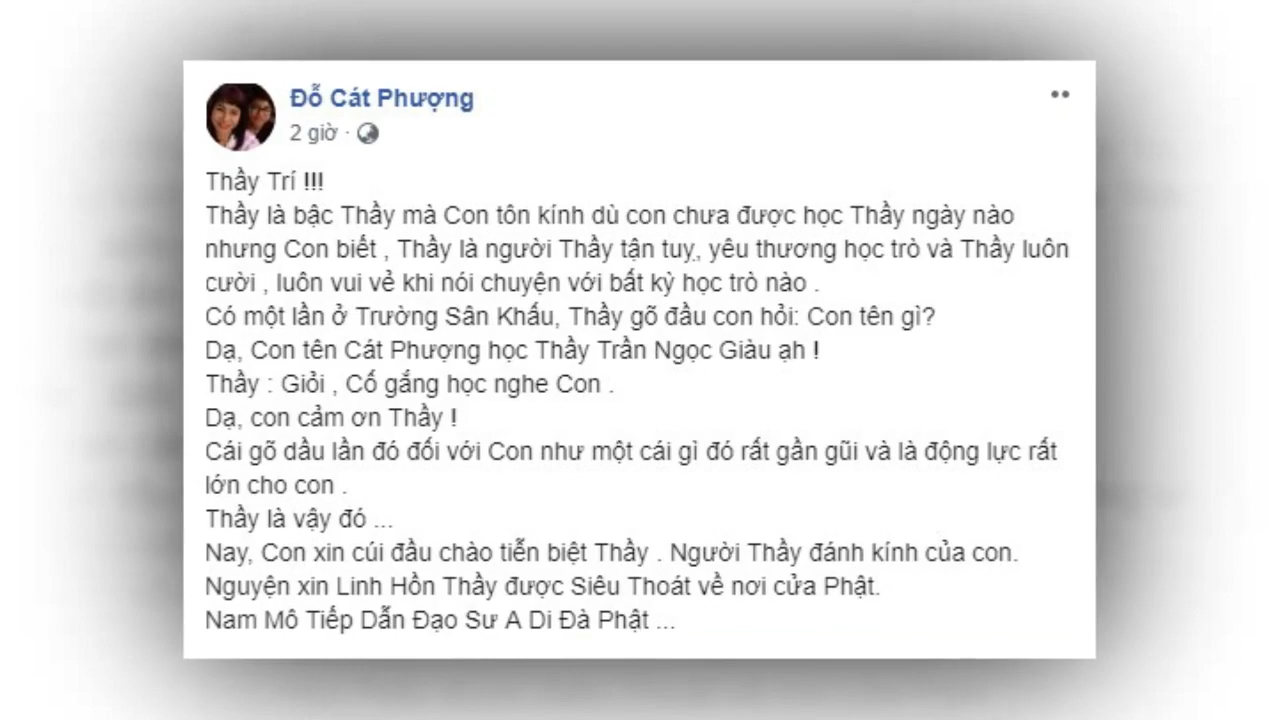 Đỗ Cát Phượng
2 giờ ·
Thầy Trí !!!
Thầy là bậc Thầy mà Con tôn kính dù con chưa được học Thầy ngày nào
nhưng Con biết , Thầy là người Thầy tận tuỵ, yêu thương học trò và Thầy luôn
cười , luôn vui vẻ khi nói chuyện với bất kỳ học trò nào .
Có một lần ở Trường Sân Khấu, Thầy gõ đầu con hỏi: Con tên gì?
Dạ, Con tên Cát Phượng học Thầy Trần Ngọc Giàu ạh !
Thầy : Giỏi , Cố gắng học nghe Con .
Dạ, con cảm ơn Thầy !
Cái gõ dầu lần đó đối với Con như một cái gì đó rất gần gũi và là động lực rất
lớn cho con .
Thầy là vậy đó ...
Nay, Con xin cúi đầu chào tiễn biệt Thầy . Người Thầy đánh kính của con.
Nguyện xin Linh Hồn Thầy được Siêu Thoát về nơi cửa Phật.
Nam Mô Tiếp Dẫn Đạo Sư A Di Đà Phật ...